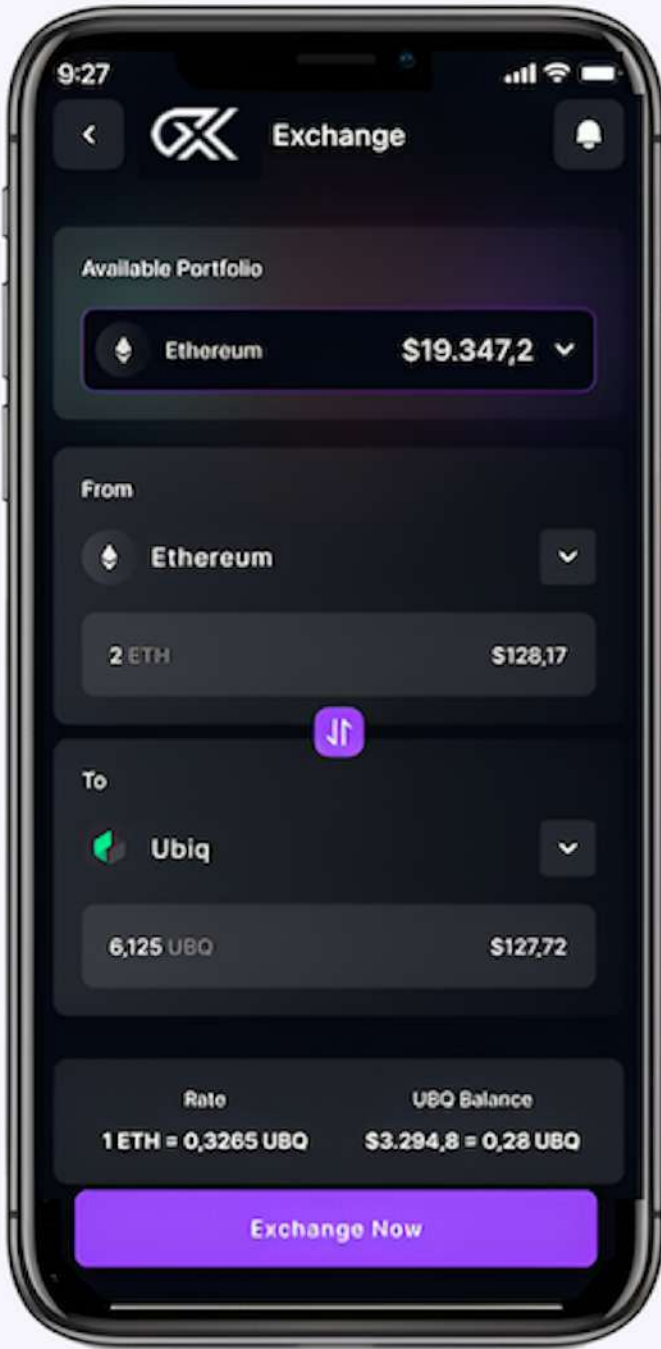 9:27
Exchange
Available Portfolio
Ethereum $19.347,2
From
Ethereum
2 ETH $128,17
To
Ubiq
6,125 UBQ $127,72
Rate UBQ Balance
1 ETH = 0,3265 UBQ $3.294,8 = 0,28 UBQ
Exchange Now